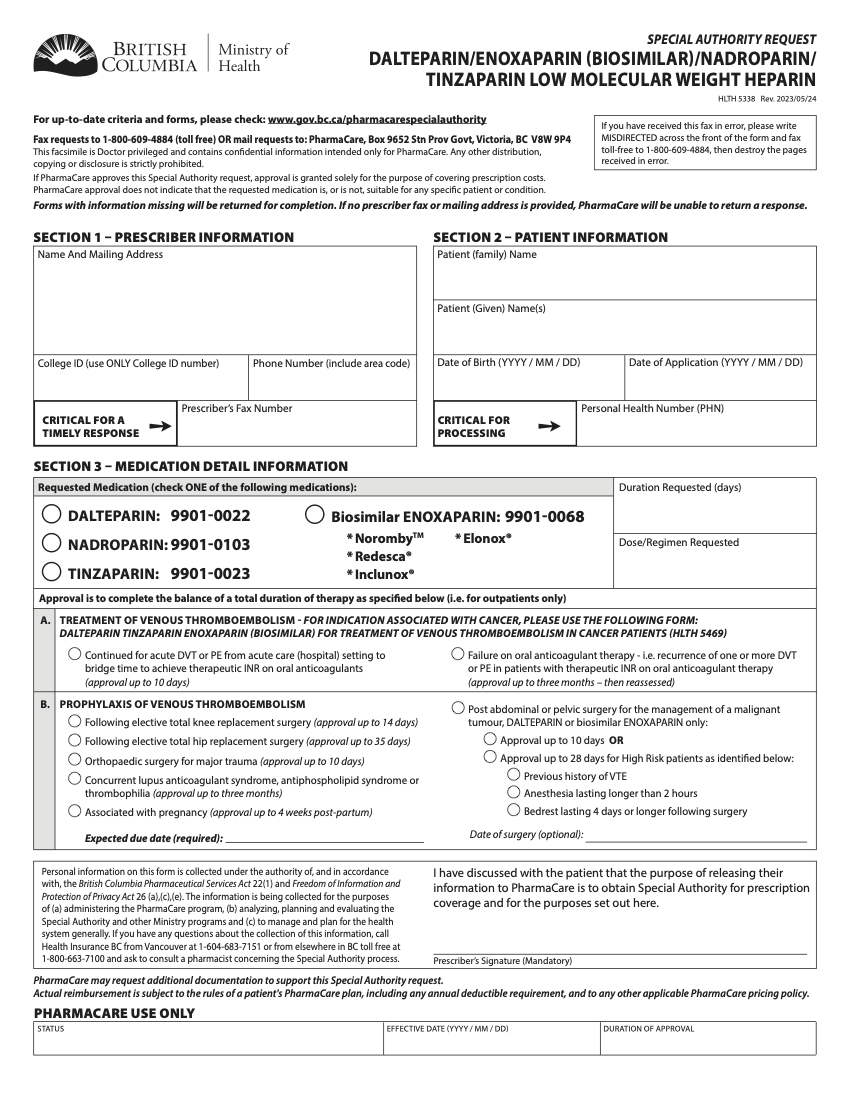 BRITISH
COLUMBIA
Ministry of
Health
SPECIAL AUTHORITY REQUEST
DALTEPARIN/ENOXAPARIN (BIOSIMILAR)/NADROPARIN/
TINZAPARIN LOW MOLECULAR WEIGHT HEPARIN
HLTH 5338 Rev. 2023/05/24
For up-to-date criteria and forms, please check: www.gov.bc.ca/pharmacarespecialauthority
Fax requests to 1-800-609-4884 (toll free) OR mail requests to: PharmaCare, Box 9652 Stn Prov Govt, Victoria, BC V8W 9P4
This facsimile is Doctor privileged and contains confidential information intended only for PharmaCare. Any other distribution,
copying or disclosure is strictly prohibited.
If PharmaCare approves this Special Authority request, approval is granted solely for the purpose of covering prescription costs.
PharmaCare approval does not indicate that the requested medication is, or is not, suitable for any specific patient or condition.
If you have received this fax in error, please write
MISDIRECTED across the front of the form and fax
toll-free to 1-800-609-4884, then destroy the pages
received in error.
Forms with information missing will be returned for completion. If no prescriber fax or mailing address is provided, PharmaCare will be unable to return a response.
SECTION 1 – PRESCRIBER INFORMATION
Name And Mailing Address
College ID (use ONLY College ID number)
Phone Number (include area code)
CRITICAL FOR A
TIMELY RESPONSE
Prescriber's Fax Number
SECTION 2 – PATIENT INFORMATION
Patient (family) Name
Patient (Given) Name(s)
Date of Birth (YYYY / MM / DD)
Date of Application (YYYY / MM / DD)
CRITICAL FOR
PROCESSING
Personal Health Number (PHN)
SECTION 3 – MEDICATION DETAIL INFORMATION
Requested Medication (check ONE of the following medications):
DALTEPARIN: 9901-0022
NADROPARIN: 9901-0103
TINZAPARIN: 9901-0023
Biosimilar ENOXAPARIN: 9901-0068
*Noromby™ *Elonox®
*Redesca®
*Inclunox®
Duration Requested (days)
Dose/Regimen Requested
Approval is to complete the balance of a total duration of therapy as specified below (i.e. for outpatients only)
A. TREATMENT OF VENOUS THROMBOEMBOLISM - FOR INDICATION ASSOCIATED WITH CANCER, PLEASE USE THE FOLLOWING FORM:
DALTEPARIN TINZAPARIN ENOXAPARIN (BIOSIMILAR) FOR TREATMENT OF VENOUS THROMBOEMBOLISM IN CANCER PATIENTS (HLTH 5469)
Continued for acute DVT or PE from acute care (hospital) setting to
bridge time to achieve therapeutic INR on oral anticoagulants
(approval up to 10 days)
Failure on oral anticoagulant therapy - i.e. recurrence of one or more DVT
or PE in patients with therapeutic INR on oral anticoagulant therapy
(approval up to three months – then reassessed)
B. PROPHYLAXIS OF VENOUS THROMBOEMBOLISM
Following elective total knee replacement surgery (approval up to 14 days)
Following elective total hip replacement surgery (approval up to 35 days)
Orthopaedic surgery for major trauma (approval up to 10 days)
Concurrent lupus anticoagulant syndrome, antiphospholipid syndrome or
thrombophilia (approval up to three months)
Associated with pregnancy (approval up to 4 weeks post-partum)
Expected due date (required):
Post abdominal or pelvic surgery for the management of a malignant
tumour, DALTEPARIN or biosimilar ENOXAPARIN only:
Approval up to 10 days OR
Approval up to 28 days for High Risk patients as identified below:
Previous history of VTE
Anesthesia lasting longer than 2 hours
Bedrest lasting 4 days or longer following surgery
Date of surgery (optional):
Personal information on this form is collected under the authority of, and in accordance
with, the British Columbia Pharmaceutical Services Act 22(1) and Freedom of Information and
Protection of Privacy Act 26 (a),(c),(e). The information is being collected for the purposes
of (a) administering the PharmaCare program, (b) analyzing, planning and evaluating the
Special Authority and other Ministry programs and (c) to manage and plan for the health
system generally. If you have any questions about the collection of this information, call
Health Insurance BC from Vancouver at 1-604-683-7151 or from elsewhere in BC toll free at
1-800-663-7100 and ask to consult a pharmacist concerning the Special Authority process.
I have discussed with the patient that the purpose of releasing their
information to PharmaCare is to obtain Special Authority for prescription
coverage and for the purposes set out here.
Prescriber's Signature (Mandatory)
PharmaCare may request additional documentation to support this Special Authority request.
Actual reimbursement is subject to the rules of a patient's PharmaCare plan, including any annual deductible requirement, and to any other applicable PharmaCare pricing policy.
PHARMACARE USE ONLY
STATUS
EFFECTIVE DATE (YYYY / MM / DD)
DURATION OF APPROVAL